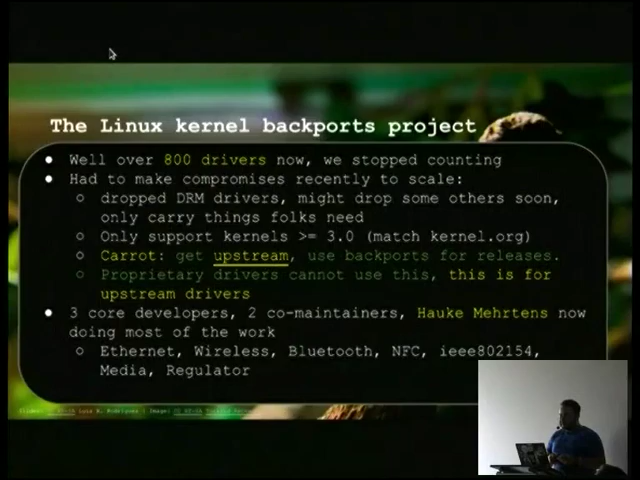 The Linux kernel backports project
● Well over 800 drivers now, we stopped counting
● Had to make compromises recently to scale:
○ dropped DRM drivers, might drop some others soon,
only carry things folks need
○ Only support kernels >= 3.0 (match kernel.org)
○ Carrot: get upstream, use backports for releases.
○ Proprietary drivers cannot use this, this is for
upstream drivers
● 3 core developers, 2 co-maintainers, Hauke Mehrtens now
doing most of the work
○ Ethernet, Wireless, Bluetooth, NFC, ieee802154,
Media, Regulator
Luis R. Rodriguez | Image: